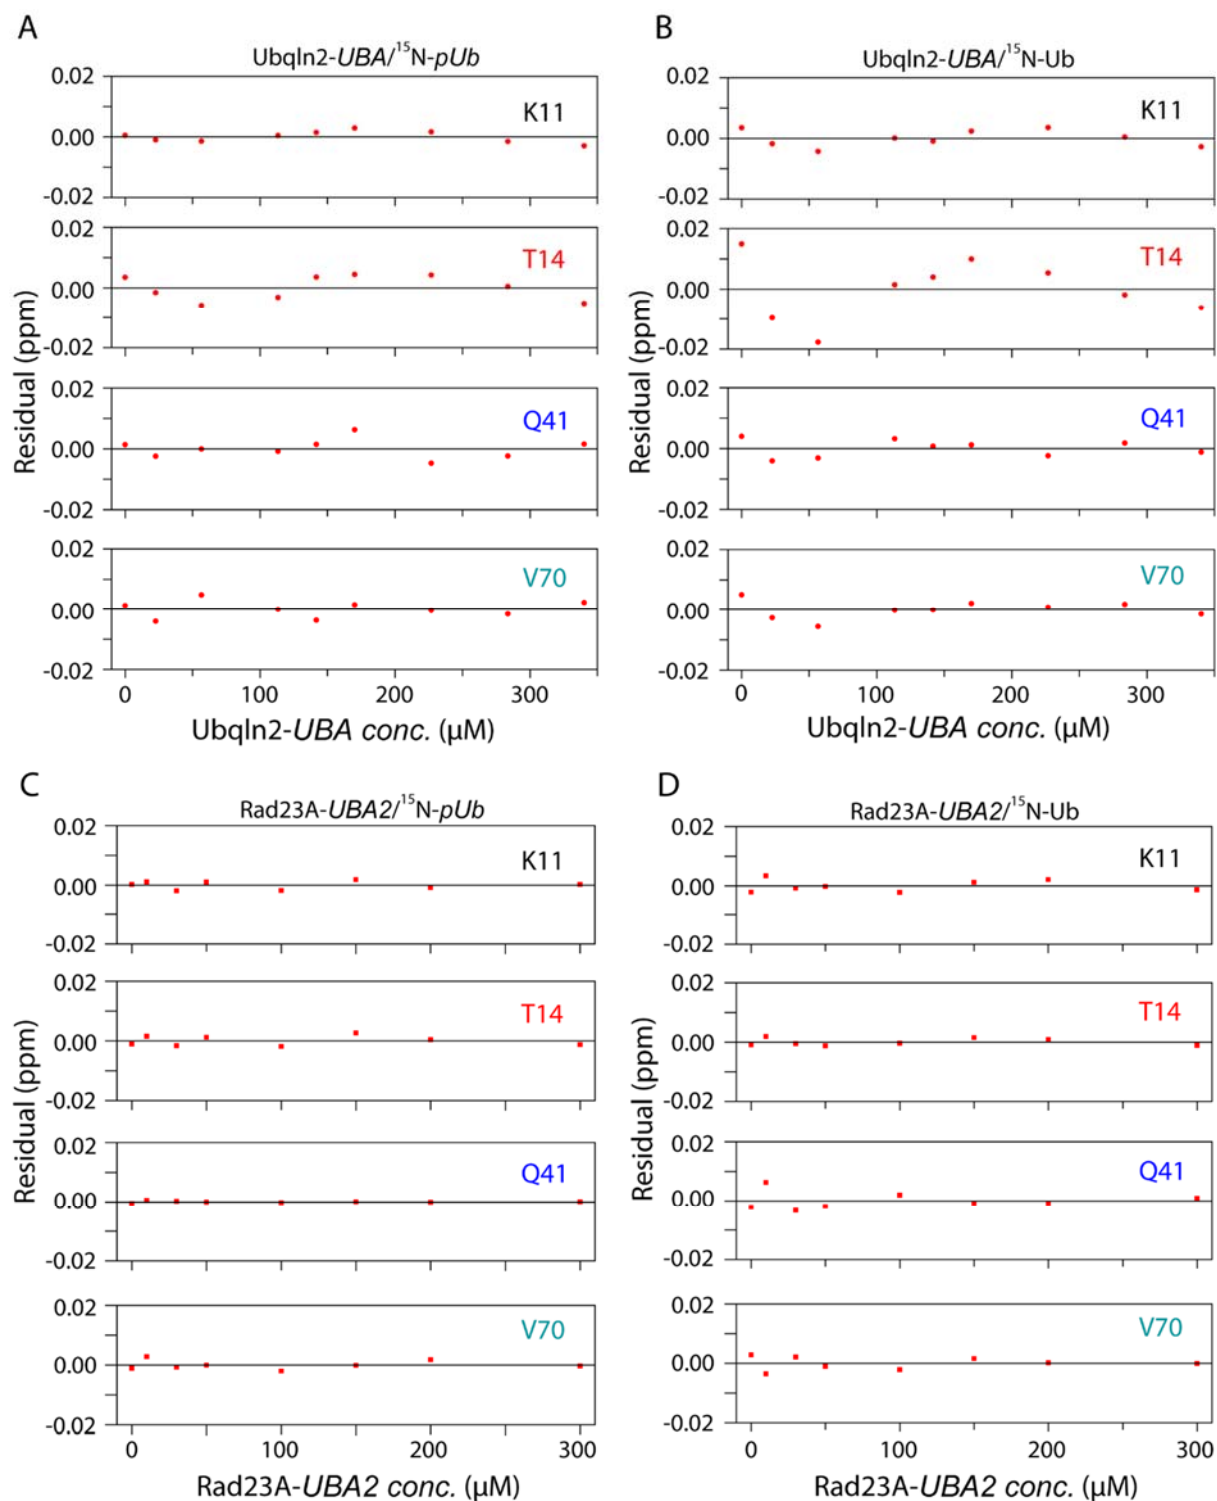 A
Ubqln2-UBA/¹⁵N-pUb
0.02
0.00
-0.02
K11
0.02
0.00
-0.02
T14
0.02
0.00
-0.02
Q41
0.02
0.00
-0.02
V70
Residual (ppm)
0 100 200 300
Ubqln2-UBA conc. (μM)
B
Ubqln2-UBA/¹⁵N-Ub
0.02
0.00
-0.02
K11
0.02
0.00
-0.02
T14
0.02
0.00
-0.02
Q41
0.02
0.00
-0.02
V70
Residual (ppm)
0 100 200 300
Ubqln2-UBA conc. (μM)
C
Rad23A-UBA2/¹⁵N-pUb
0.02
0.00
-0.02
K11
0.02
0.00
-0.02
T14
0.02
0.00
-0.02
Q41
0.02
0.00
-0.02
V70
Residual (ppm)
0 100 200 300
Rad23A-UBA2 conc. (μM)
D
Rad23A-UBA2/¹⁵N-Ub
0.02
0.00
-0.02
K11
0.02
0.00
-0.02
T14
0.02
0.00
-0.02
Q41
0.02
0.00
-0.02
V70
Residual (ppm)
0 100 200 300
Rad23A-UBA2 conc. (μM)